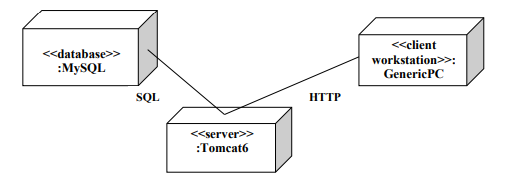 <<database>>
:MySQL
<<client
workstation>>:
GenericPC
SQL
HTTP
<<server>>
:Tomcat6